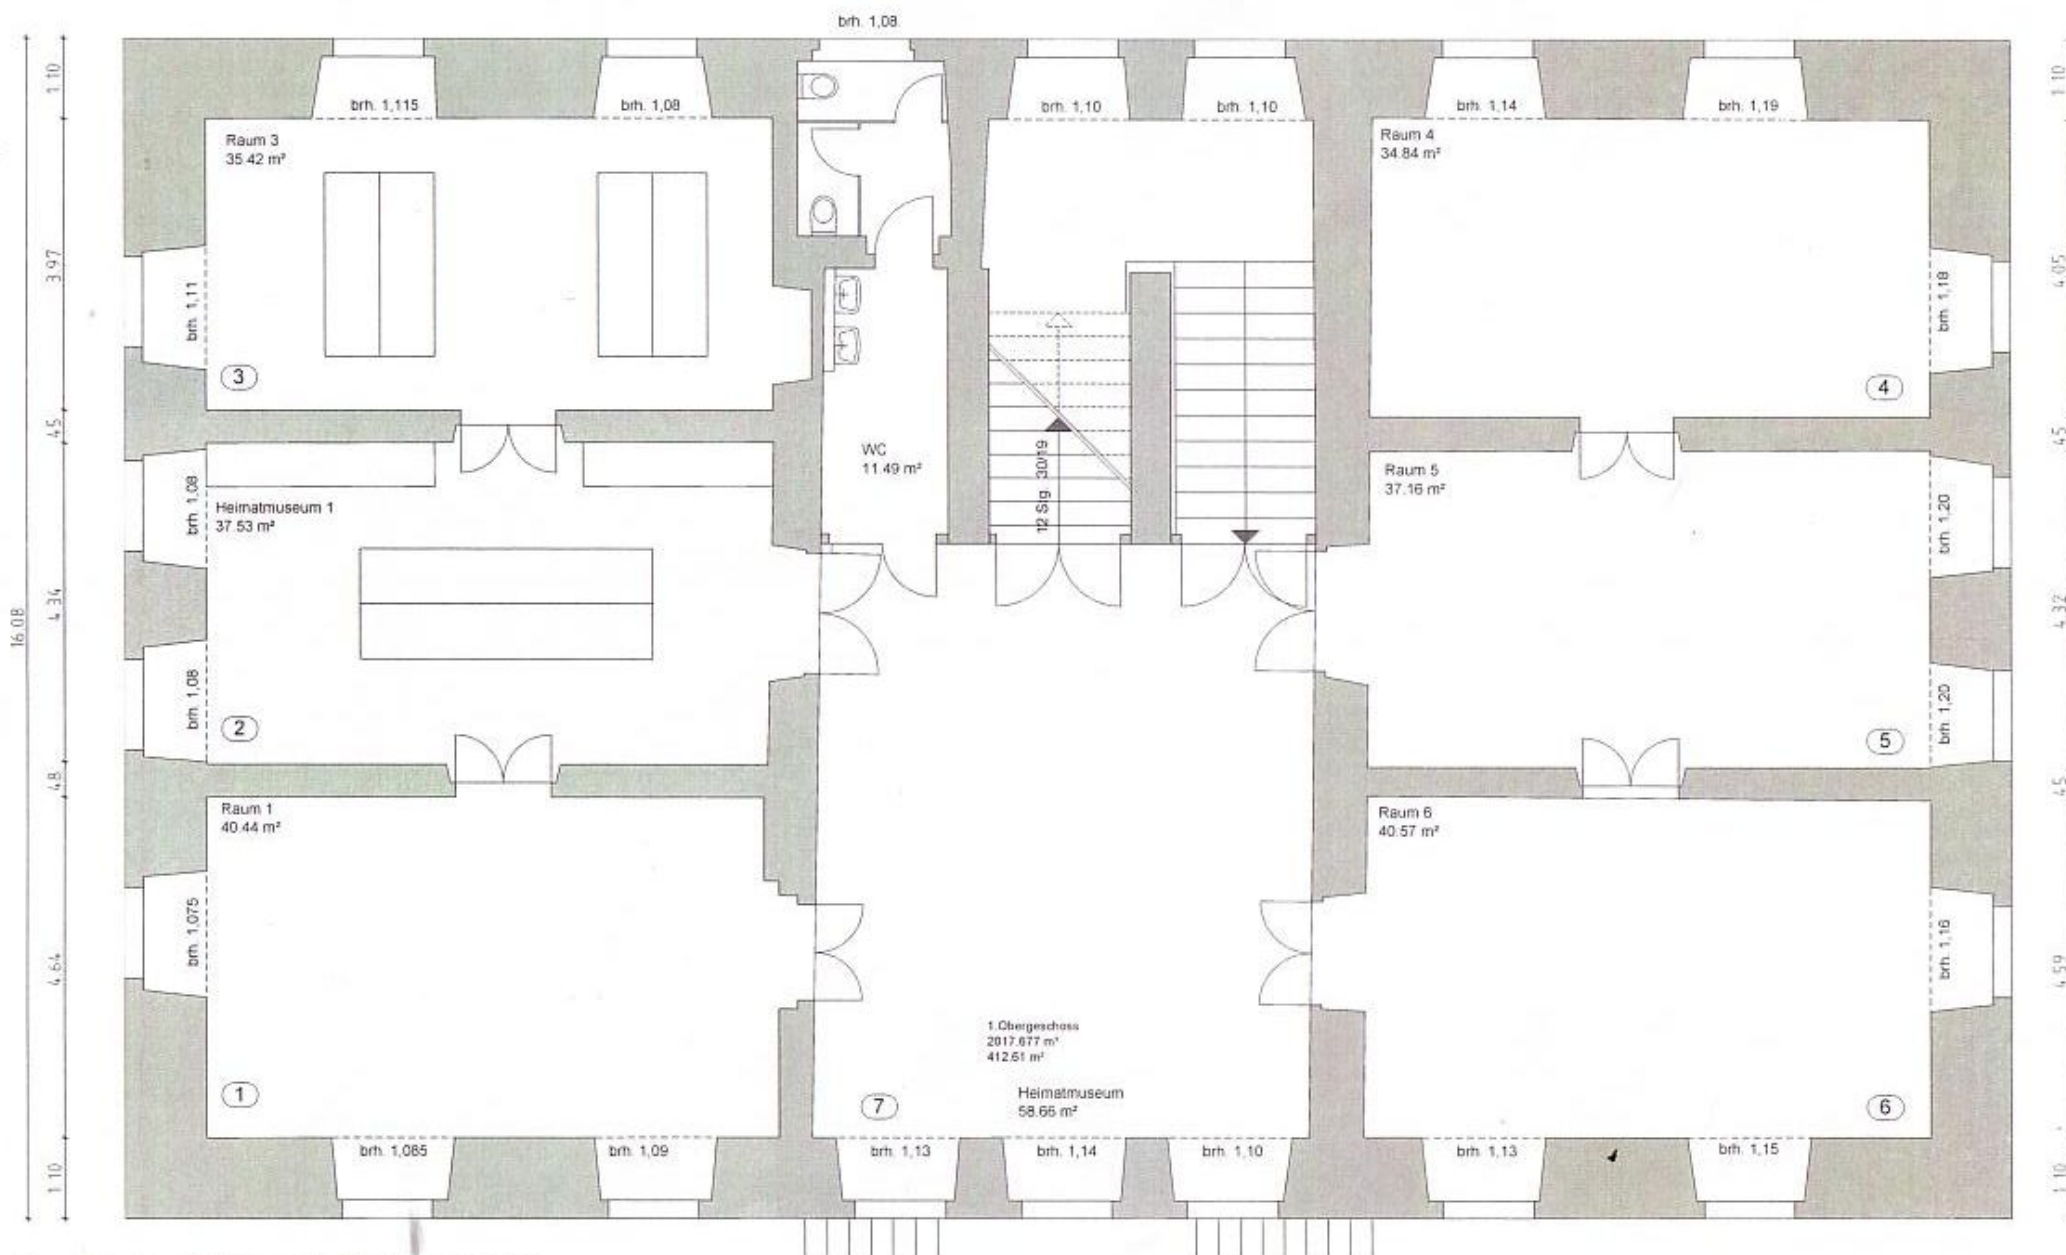 brh. 1,08
1.10
brh. 1,115
brh. 1,08
brh. 1,10
brh. 1,10
brh. 1,14
brh. 1,19
1.10
Raum 3
35.42 m²
Raum 4
34.84 m²
3.97
brh. 1,11
3
brh. 1,18
4.05
4
45
45
WC
11.49 m²
12 Stg. 30/19
Raum 5
37.16 m²
brh. 1,08
Heimatmuseum 1
37.53 m²
brh. 1,20
16.08
4.34
4.32
brh. 1,08
2
brh. 1,20
5
48
45
Raum 1
40.44 m²
Raum 6
40.57 m²
brh. 1,075
brh. 1,16
4.64
4.59
1.Obergeschoss
2017.677 m³
412.61 m²
Heimatmuseum
58.66 m²
1
7
6
brh. 1,085
brh. 1,09
brh. 1,13
brh. 1,14
brh. 1,10
brh. 1,13
brh. 1,15
1.10
1.10